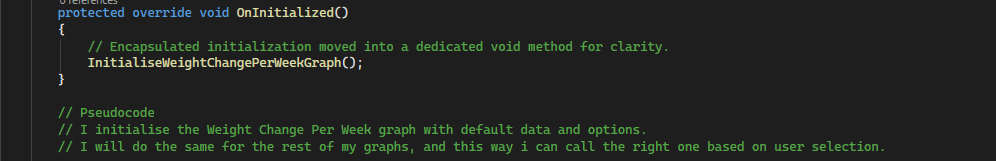 0 references
protected override void OnInitialized()
{
// Encapsulated initialization moved into a dedicated void method for clarity.
InitialiseWeightChangePerWeekGraph();
}
// Pseudocode
// I initialise the Weight Change Per Week graph with default data and options.
// I will do the same for the rest of my graphs, and this way i can call the right one based on user selection.